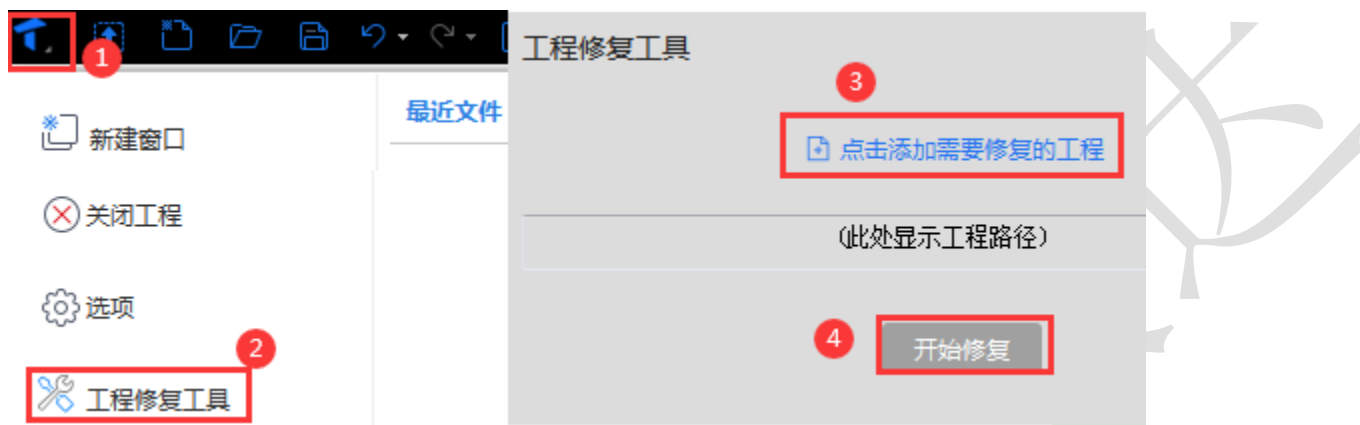 1
新建窗口
关闭工程
选项
2
工程修复工具
最近文件
工程修复工具
3
点击添加需要修复的工程
(此处显示工程路径)
4
开始修复